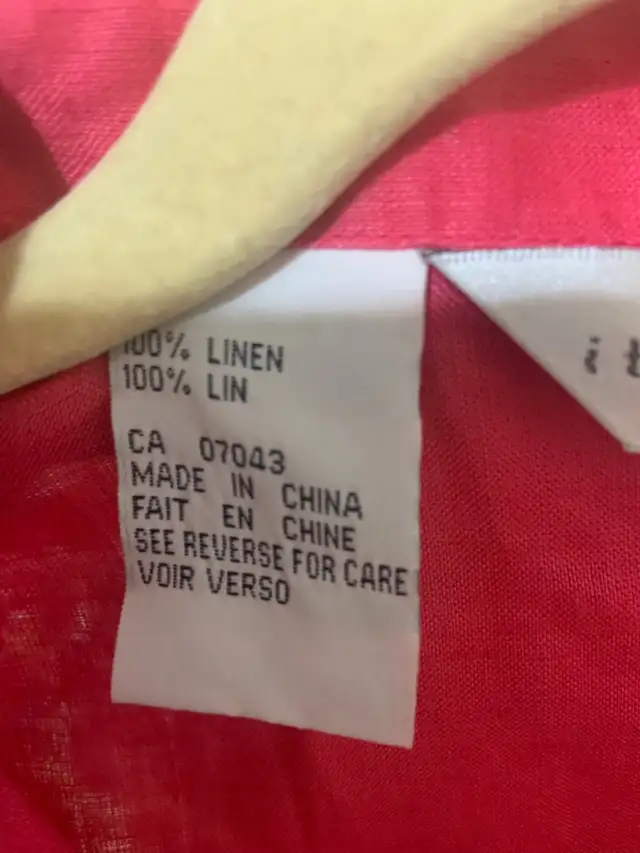 100% LINEN
100% LIN
CA 07043
MADE IN CHINA
FAIT EN CHINE
SEE REVERSE FOR CARE
VOIR VERSO